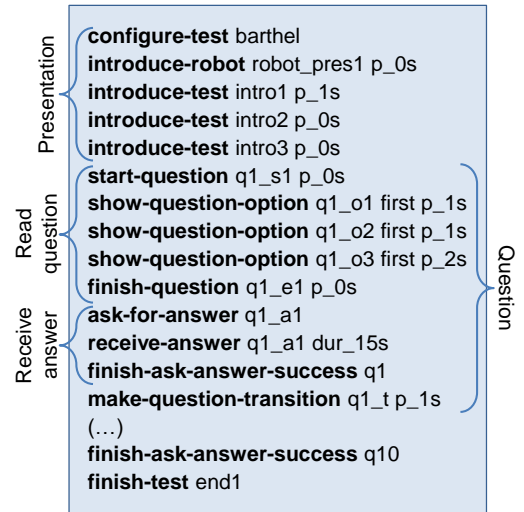 Presentation
Read question
Receive answer
configure-test barthel
introduce-robot robot_pres1 p_0s
introduce-test intro1 p_1s
introduce-test intro2 p_0s
introduce-test intro3 p_0s
start-question q1_s1 p_0s
show-question-option q1_o1 first p_1s
show-question-option q1_o2 first p_1s
show-question-option q1_o3 first p_2s
finish-question q1_e1 p_0s
ask-for-answer q1_a1
receive-answer q1_a1 dur_15s
finish-ask-answer-success q1
make-question-transition q1_t p_1s
(…)
finish-ask-answer-success q10
finish-test end1
Question